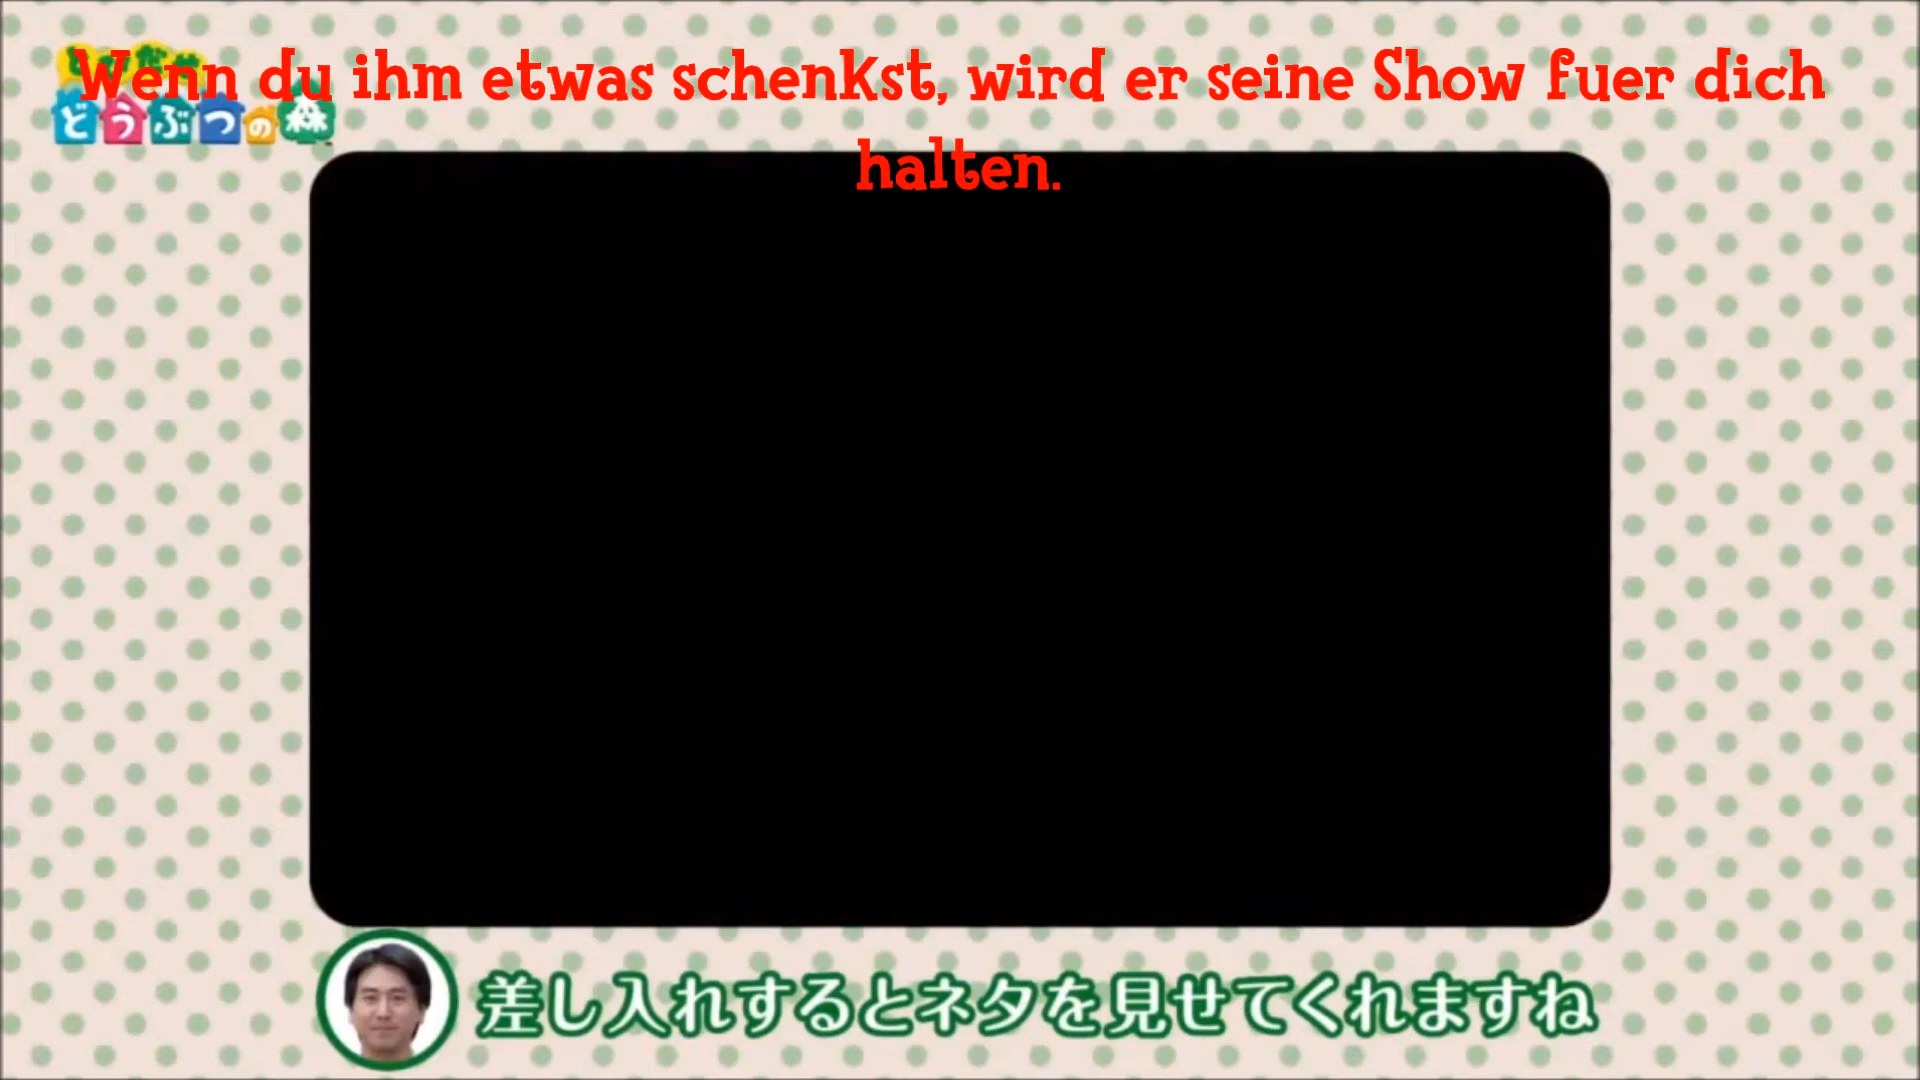 Wenn du ihm etwas schenkst, wird er seine Show fuer dich
halten.
どうぶつの森
差し入れするとネタを見せてくれますね